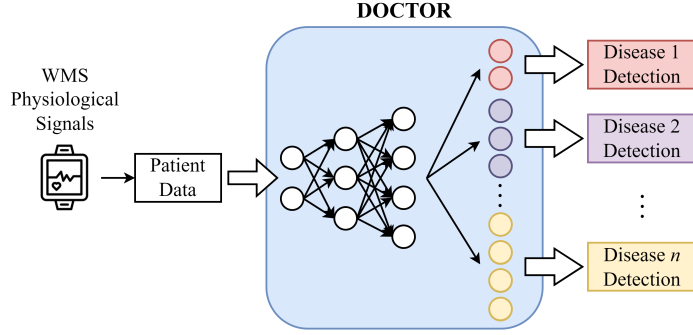 DOCTOR
WMS
Physiological
Signals
Patient
Data
Disease 1
Detection
Disease 2
Detection
Disease n
Detection